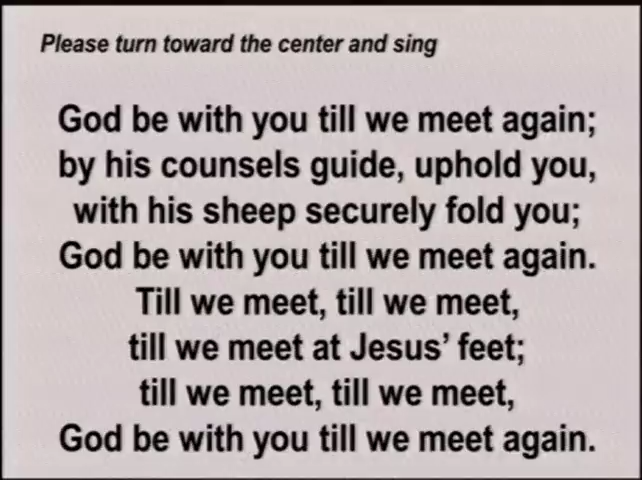 Please turn toward the center and sing
God be with you till we meet again;
by his counsels guide, uphold you,
with his sheep securely fold you;
God be with you till we meet again.
Till we meet, till we meet,
till we meet at Jesus’ feet;
till we meet, till we meet,
God be with you till we meet again.